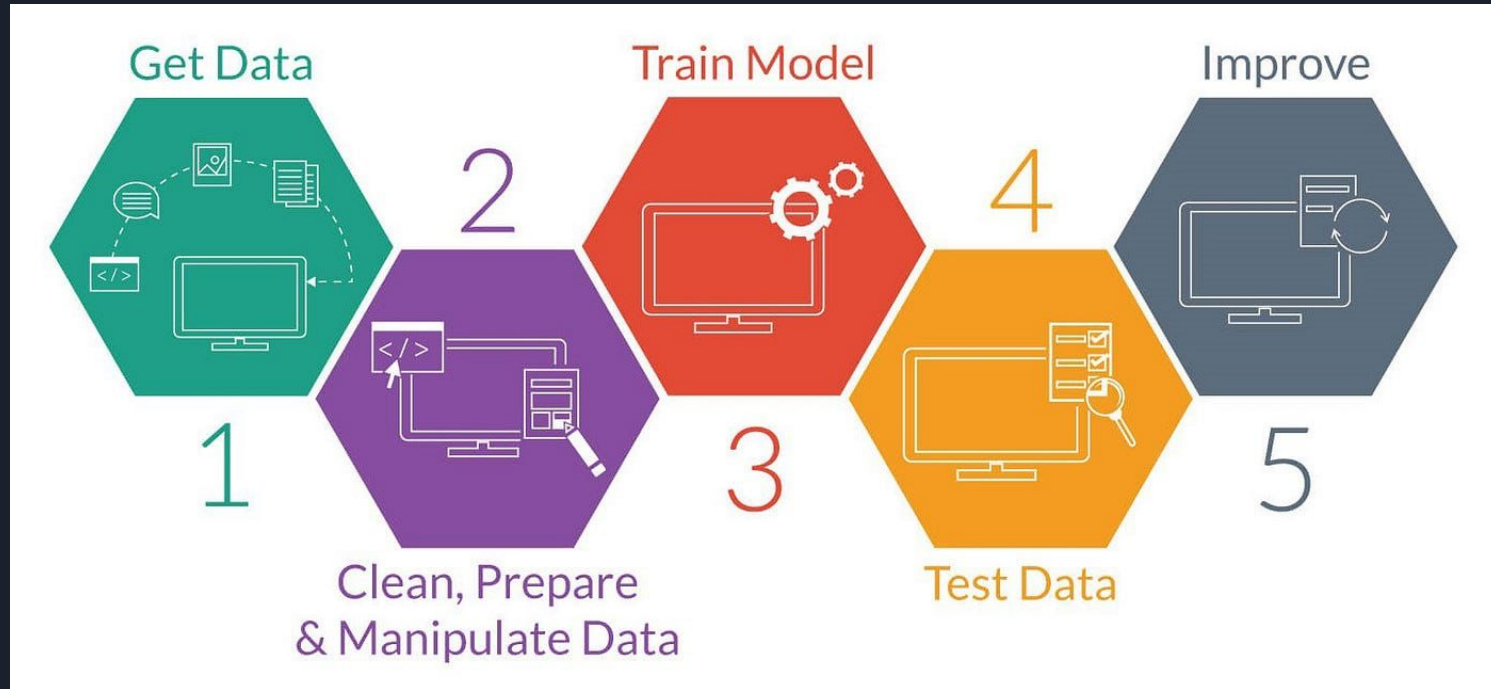 Get Data
1
2
Clean, Prepare
& Manipulate Data
Train Model
3
4
Test Data
Improve
5
</ >
</ >